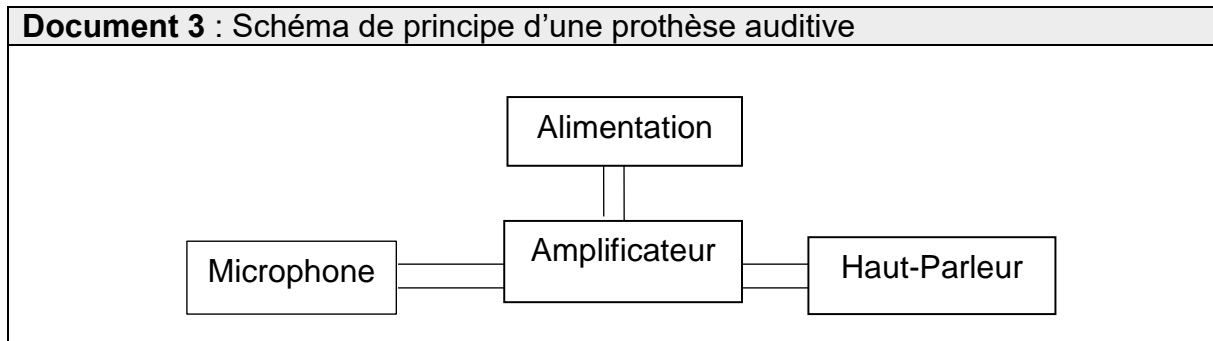 Document 3 : Schéma de principe d’une prothèse auditive
Alimentation
Microphone
Amplificateur
Haut-Parleur